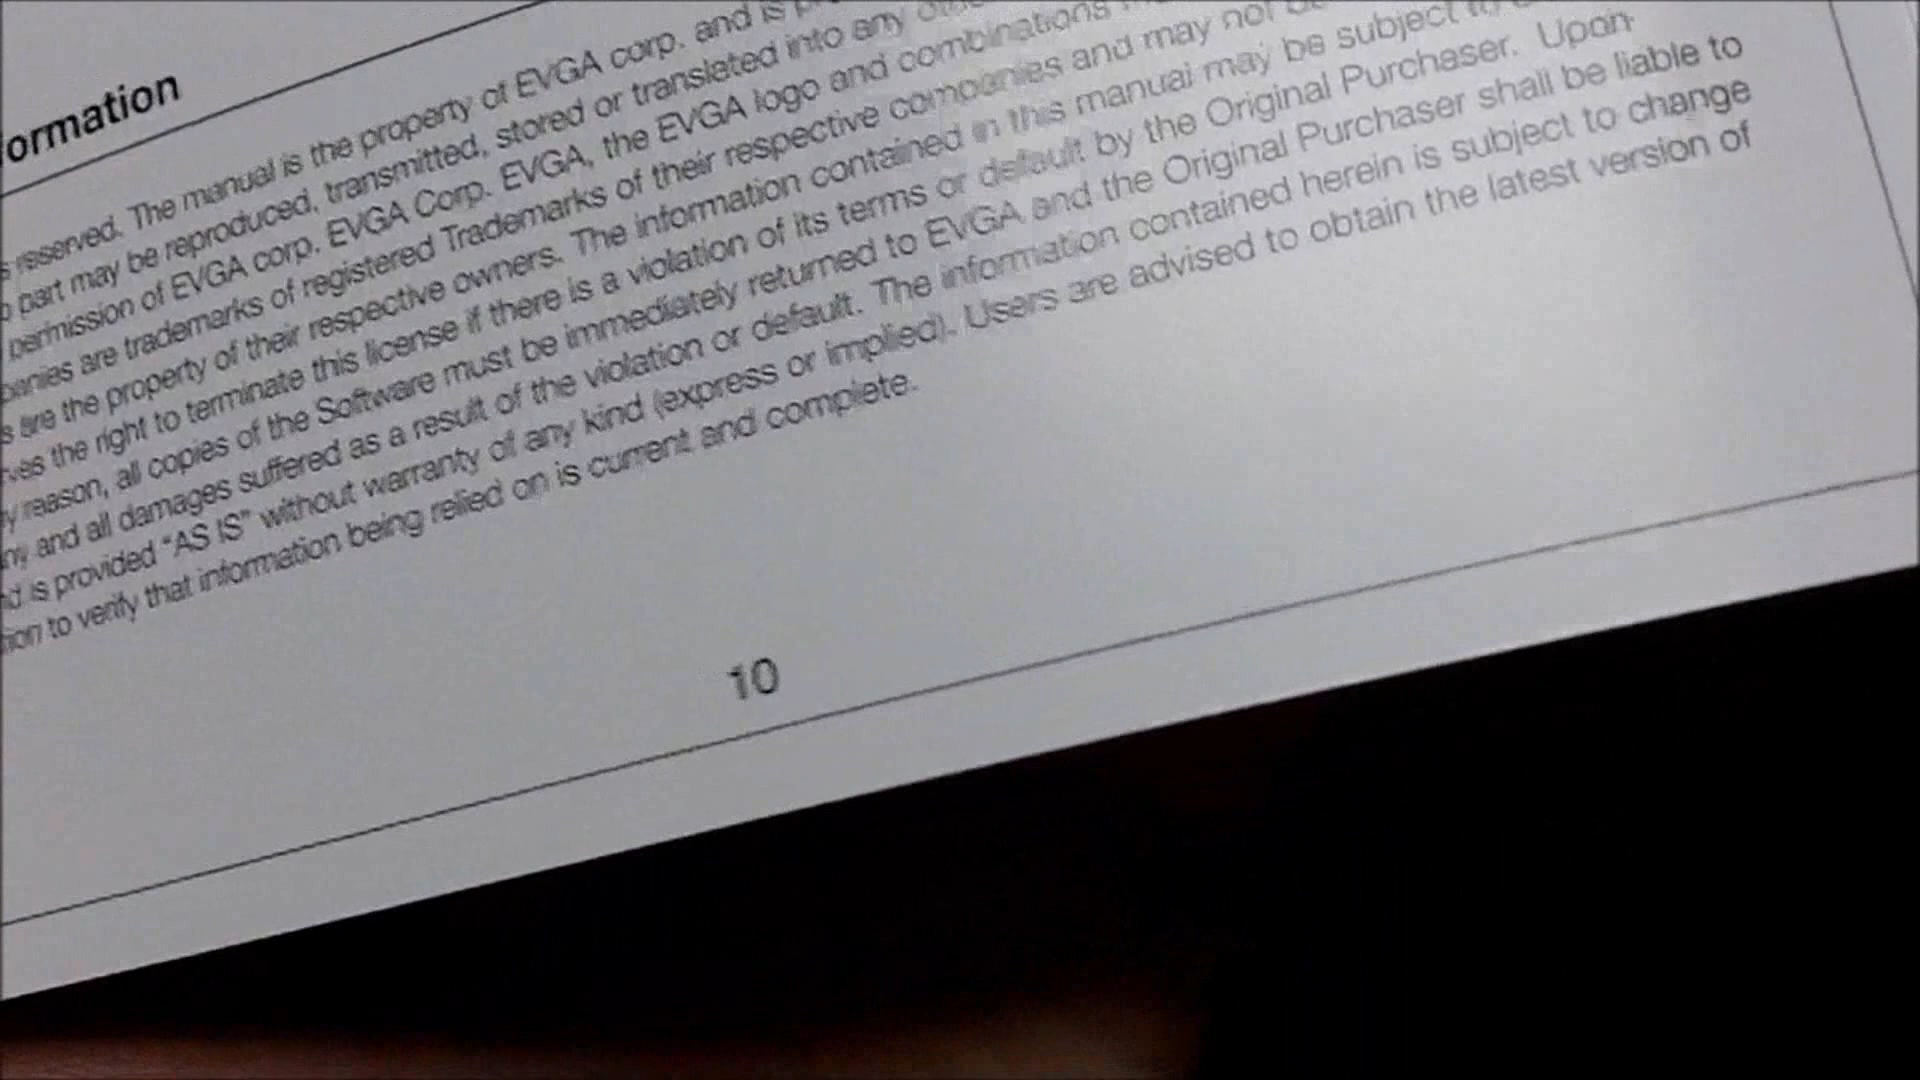 ormation
s reserved. The manual is the property of EVGA corp. and is
part may be reproduced, transmitted, stored or translated into any
permission of EVGA corp. EVGA Corp. EVGA, the EVGA logo and combinations
panies are trademarks of registered Trademarks of their respective companies and may not
s are the property of their respective owners. The information contained in this manual may be subject to
ves the right to terminate this license if there is a violation of its terms or default by the Original Purchaser. Upon
y reason, all copies of the Software must be immediately returned to EVGA and the Original Purchaser shall be liable to
ny and all damages suffered as a result of the violation or default. The information contained herein is subject to change
d is provided "AS IS" without warranty of any kind (express or implied). Users are advised to obtain the latest version of
tion to verify that information being relied on is current and complete.
10